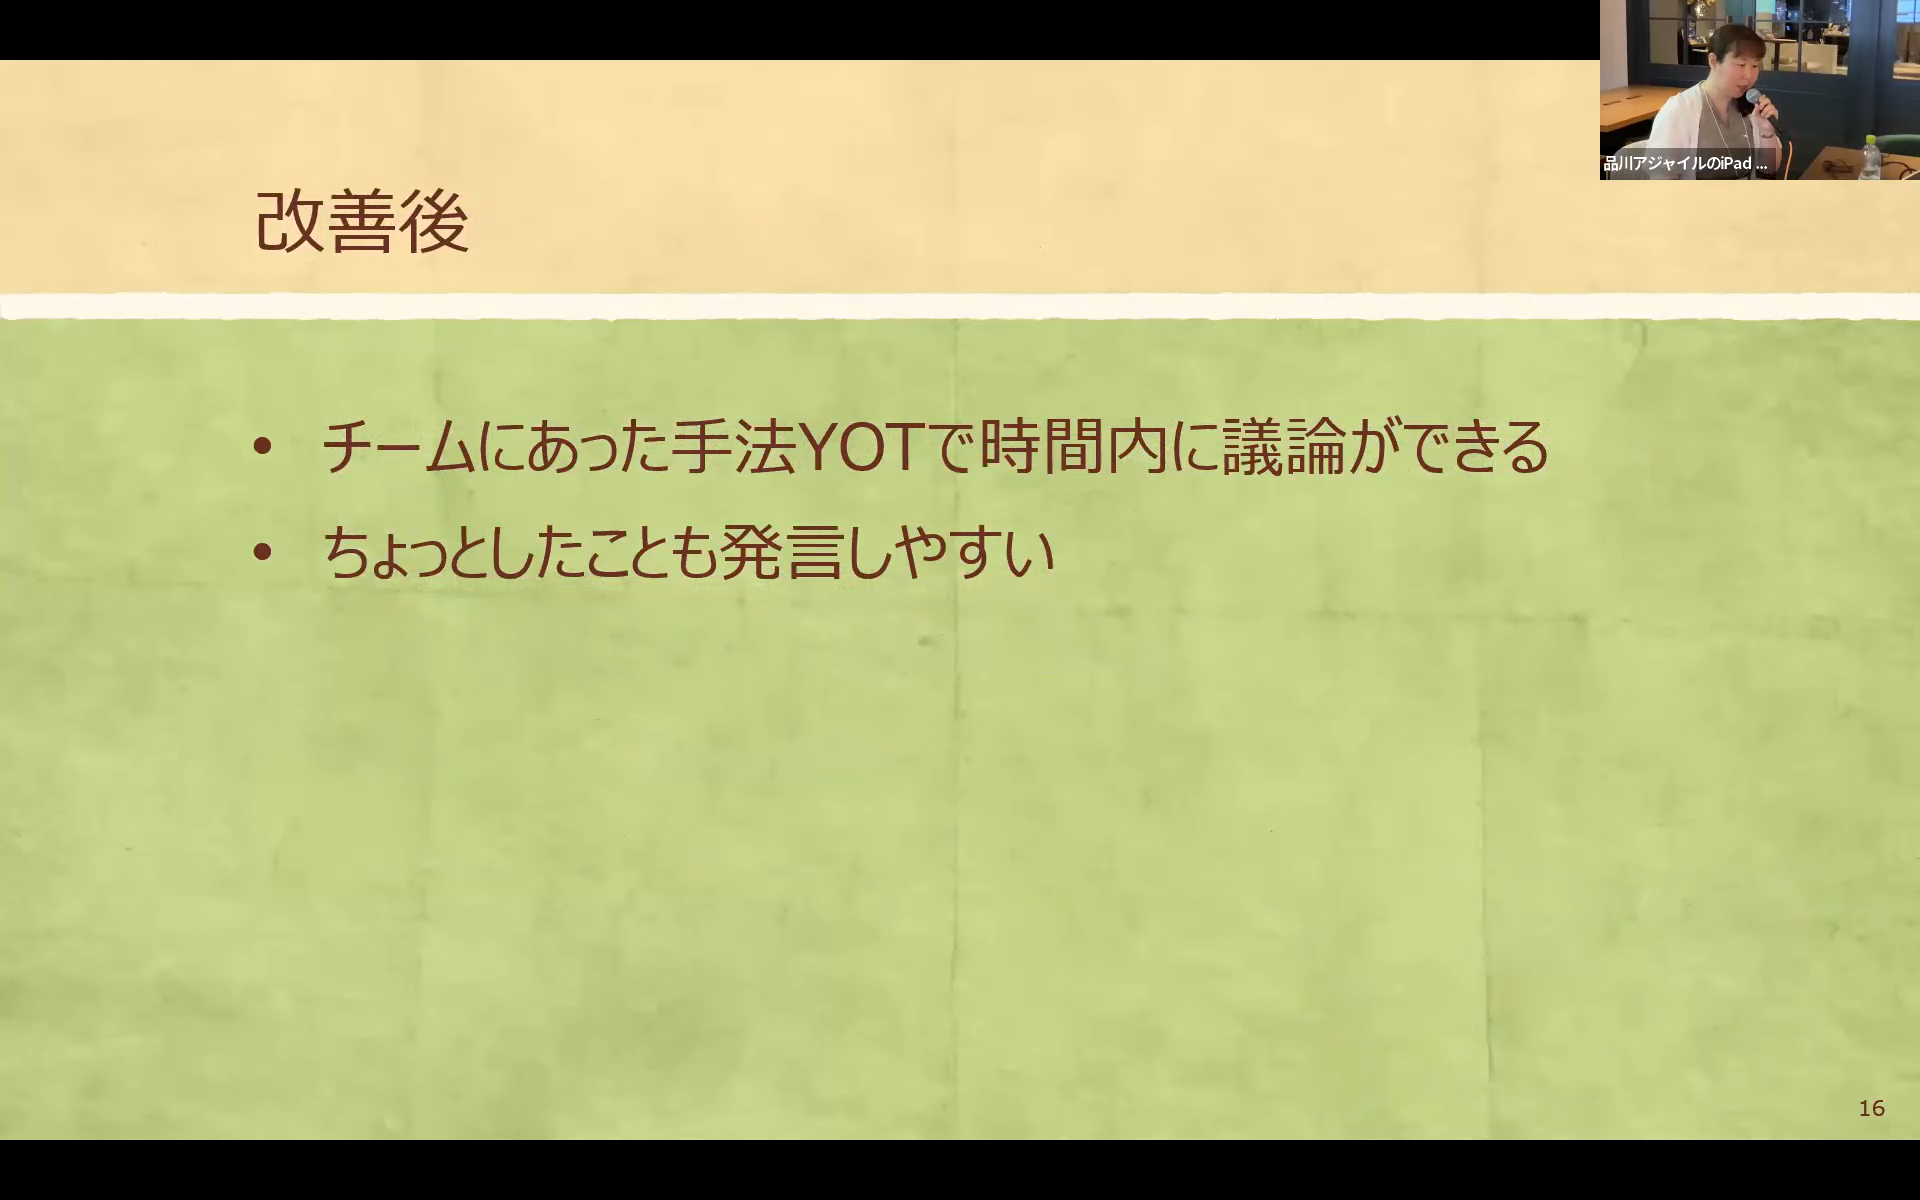 品川アジャイルのiPad ...
改善後
• チームにあった手法YOTで時間内に議論ができる
• ちょっとしたことも発言しやすい
16